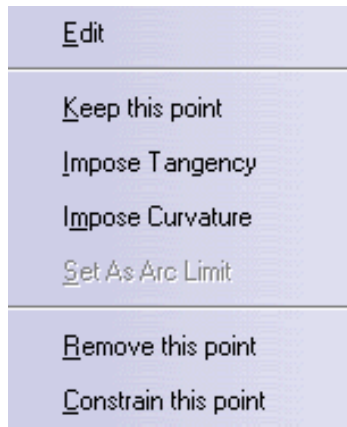 Edit
Keep this point
Impose Tangency
Impose Curvature
Set As Arc Limit
Remove this point
Constrain this point